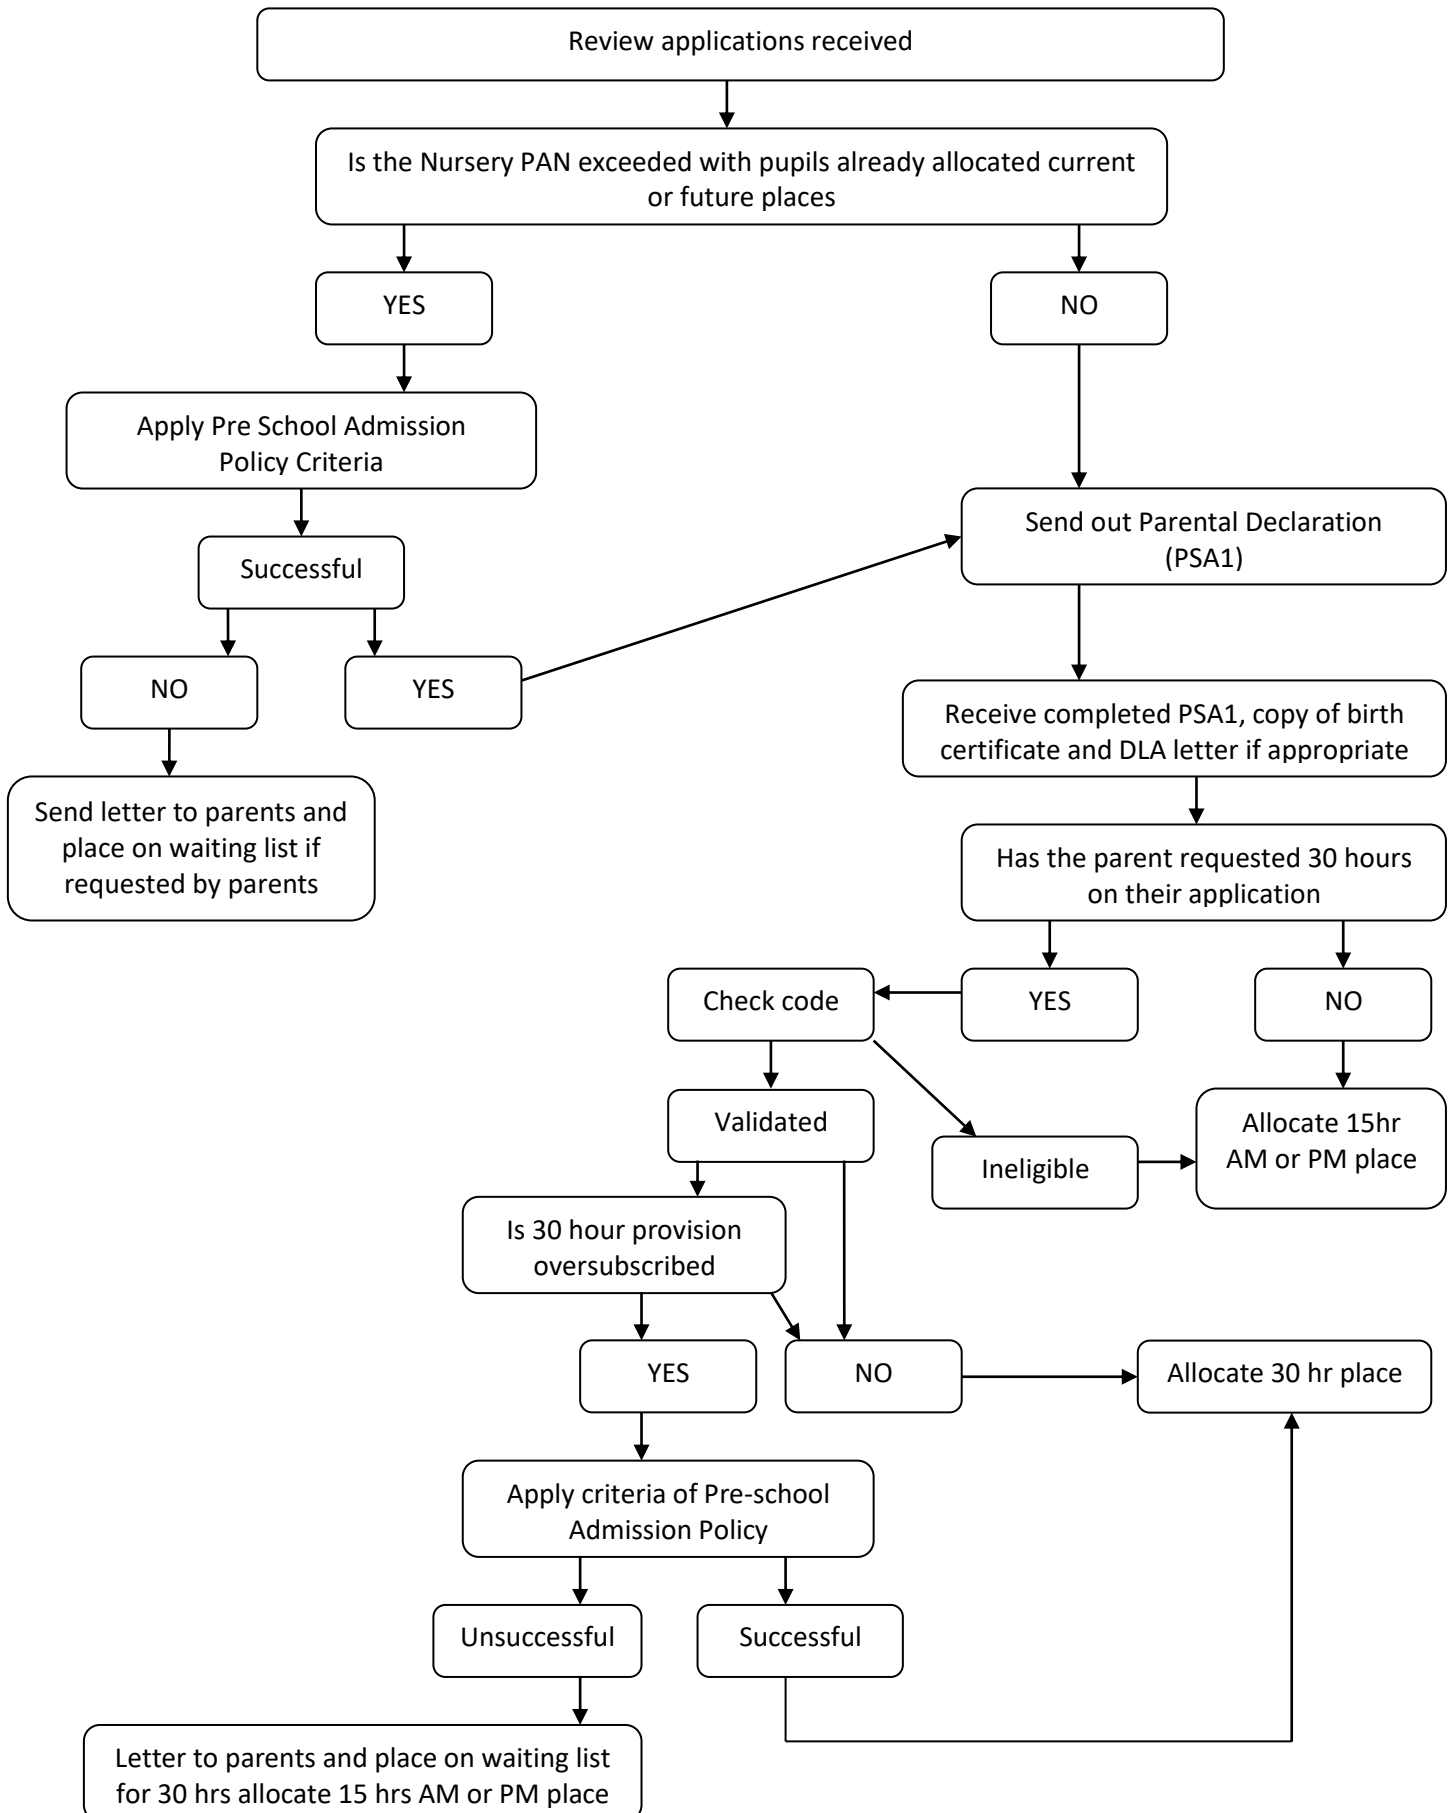 Review applications received
Is the Nursery PAN exceeded with pupils already allocated current
or future places
YES
NO
Apply Pre School Admission
Policy Criteria
Successful
NO
YES
Send letter to parents and
place on waiting list if
requested by parents
Send out Parental Declaration
(PSA1)
Receive completed PSA1, copy of birth
certificate and DLA letter if appropriate
Has the parent requested 30 hours
on their application
Check code
YES
NO
Validated
Ineligible
Allocate 15hr
AM or PM place
Is 30 hour provision
oversubscribed
YES
NO
Allocate 30 hr place
Apply criteria of Pre-school
Admission Policy
Unsuccessful
Successful
Letter to parents and place on waiting list
for 30 hrs allocate 15 hrs AM or PM place